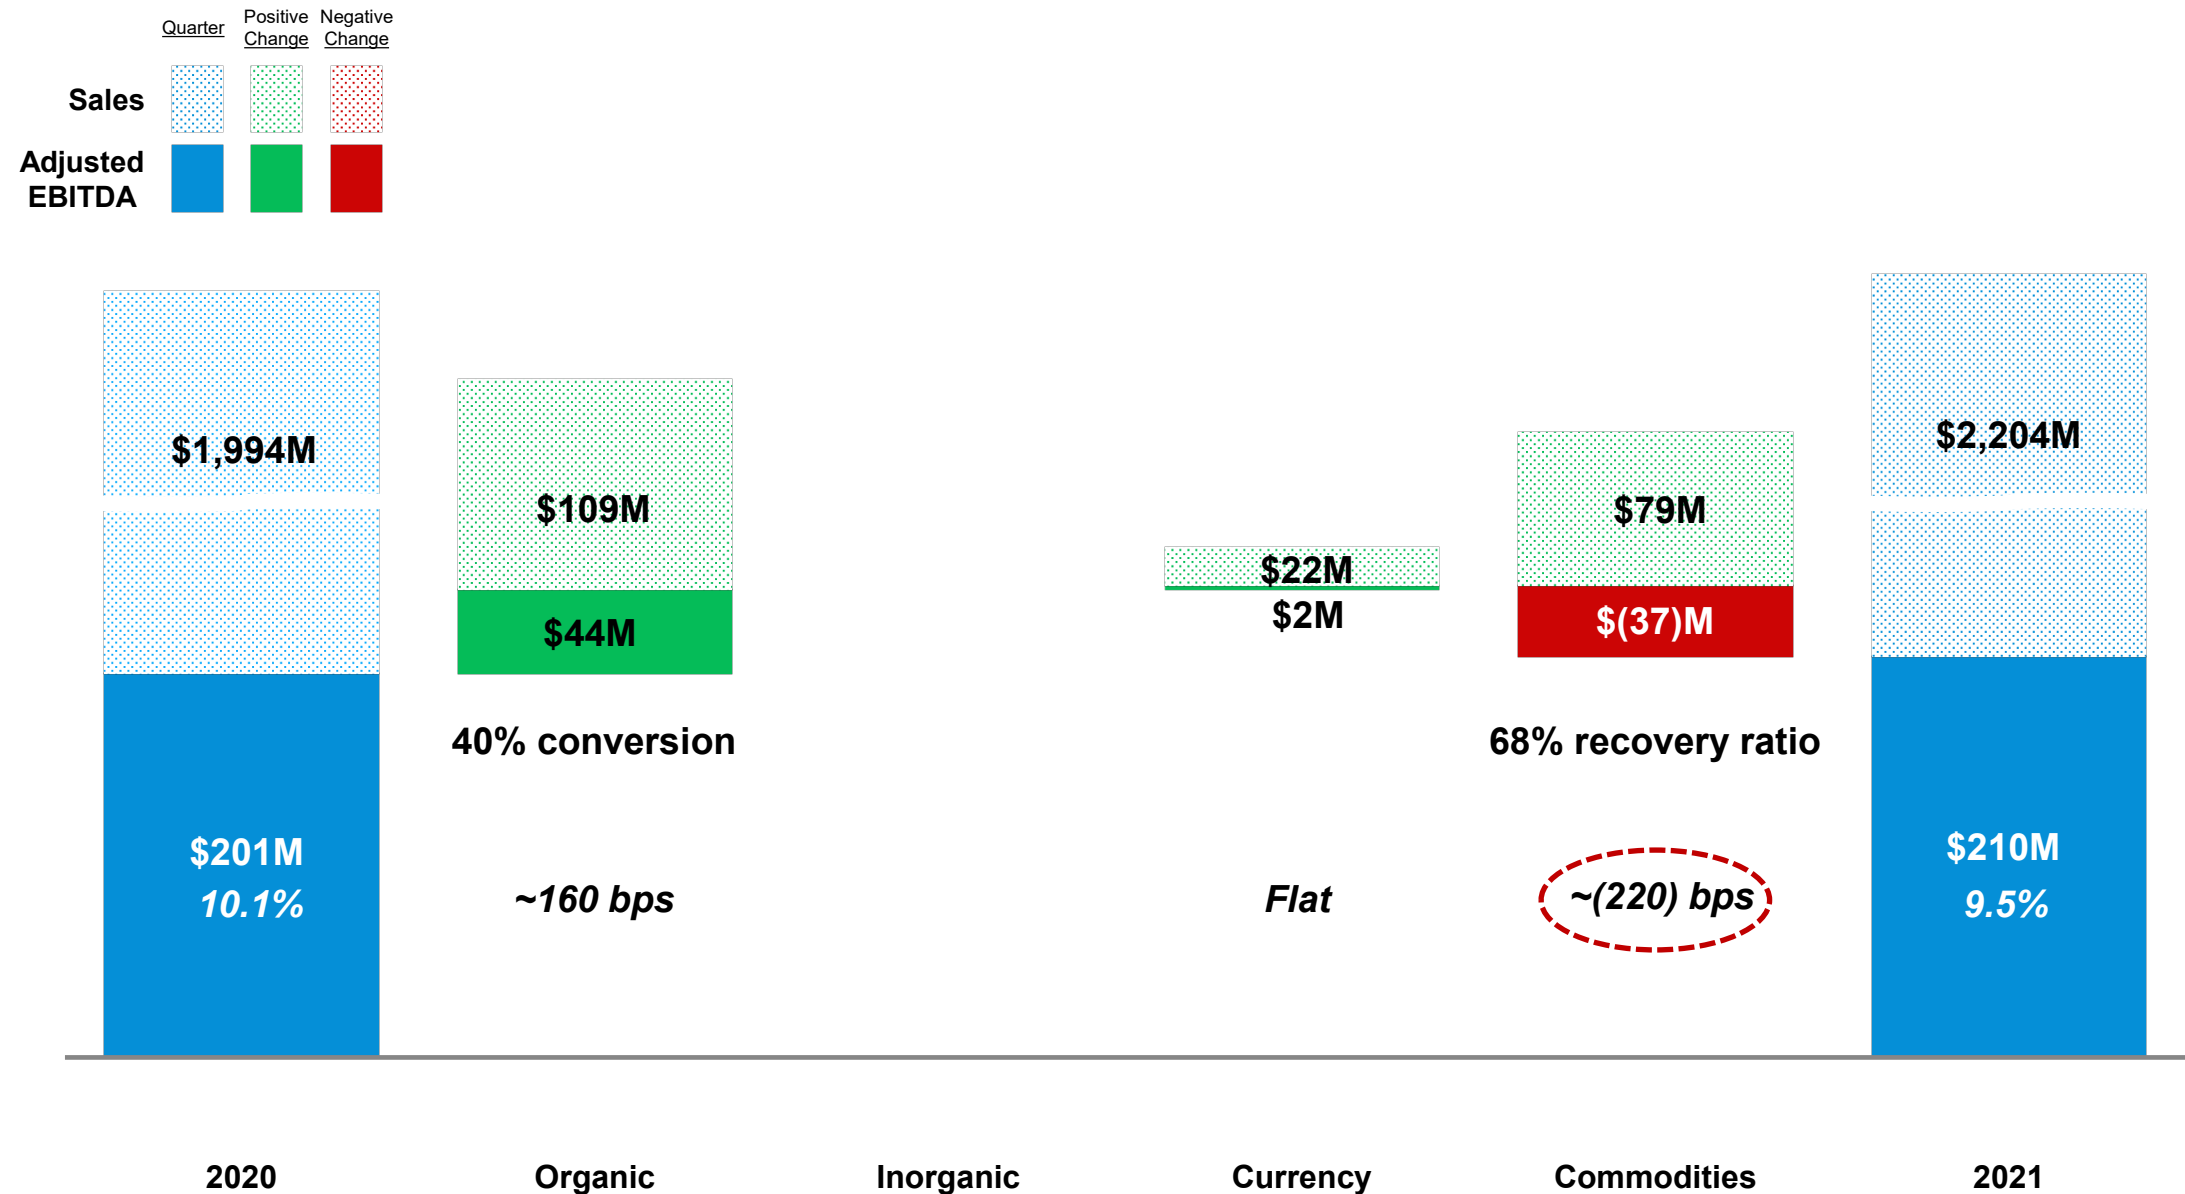 Quarter
Positive Change
Negative Change
Sales
Adjusted
EBITDA
$1,994M
$201M
10.1%
$109M
$44M
40% conversion
~160 bps
$22M
$2M
Flat
$79M
$(37)M
68% recovery ratio
~(220) bps
$2,204M
$210M
9.5%
2020
Organic
Inorganic
Currency
Commodities
2021